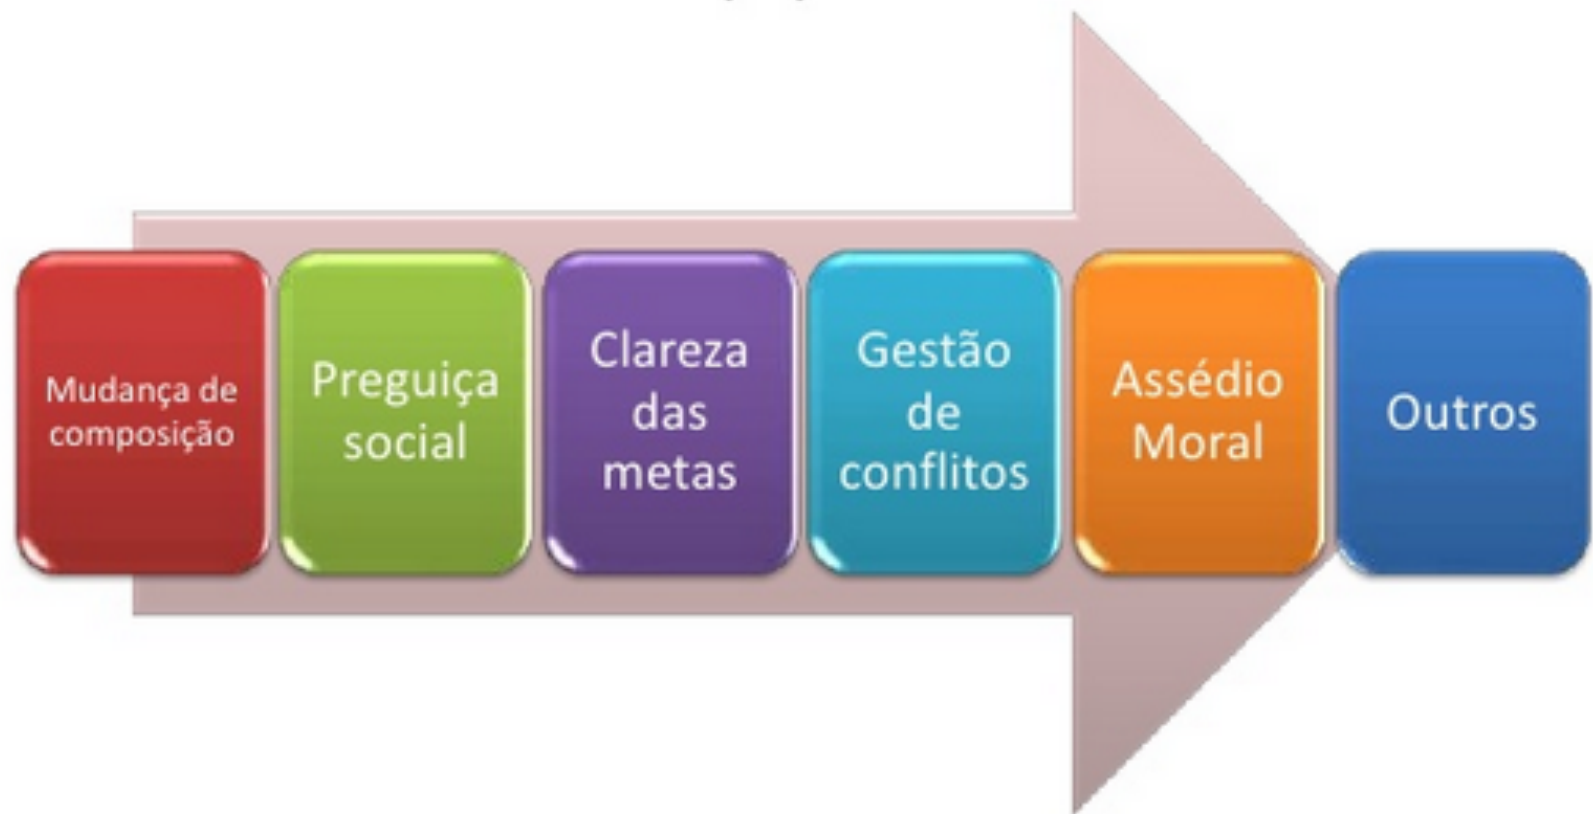 Mudança de
composição
Preguiça
social
Clareza
das
metas
Gestão
de
conflitos
Assédio
Moral
Outros